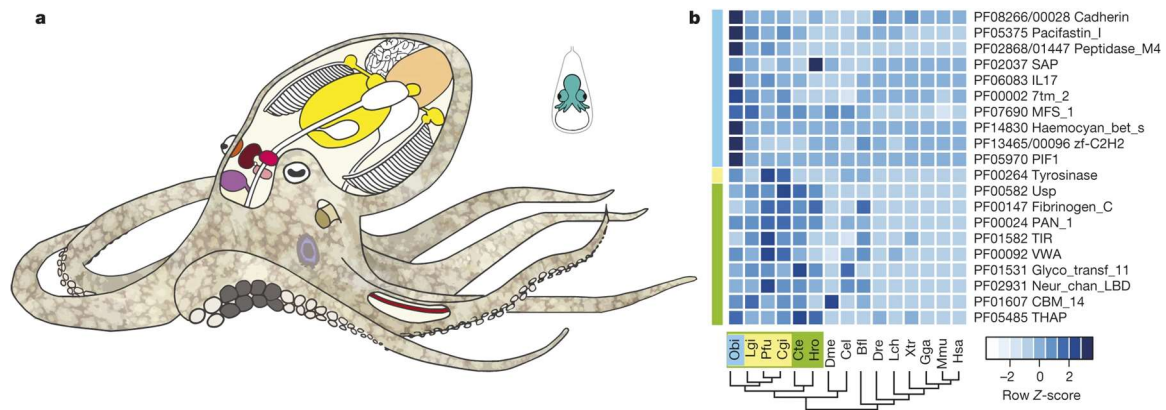 a
b
PF08266/00028 Cadherin
PF05375 Pacifastin_I
PF02868/01447 Peptidase_M4
PF02037 SAP
PF06083 IL17
PF00002 7tm_2
PF07690 MFS_1
PF14830 Haemocyan_bet_s
PF13465/00096 zf-C2H2
PF05970 PIF1
PF00264 Tyrosinase
PF00582 Usp
PF00147 Fibrinogen_C
PF00024 PAN_1
PF01582 TIR
PF00092 VWA
PF01531 Glyco_transf_11
PF02931 Neur_chan_LBD
PF01607 CBM_14
PF05485 THAP
Obi Lgi Pfu Cgi Cte Hro Dme Cel Bfl Dre Lch Xtr Gga Mmu Hsa
−2 0 2
Row Z-score